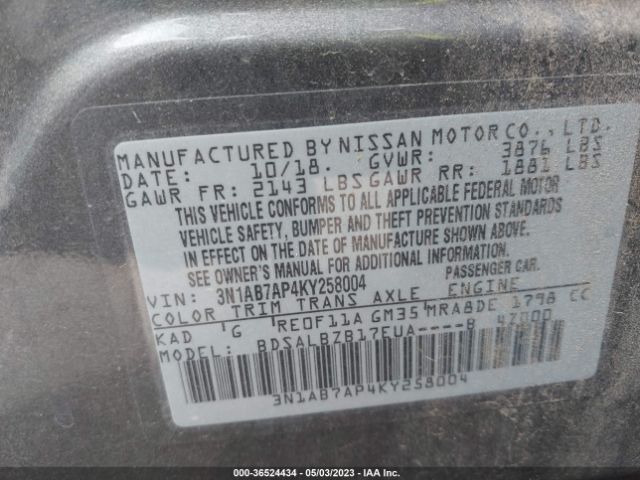 MANUFACTURED BY NISSAN MOTOR CO., LTD.
DATE: 10/18. GVWR: 3876 LBS
GAWR FR: 2143 LBS GAWR RR: 1881 LBS
THIS VEHICLE CONFORMS TO ALL APPLICABLE FEDERAL MOTOR
VEHICLE SAFETY, BUMPER AND THEFT PREVENTION STANDARDS
IN EFFECT ON THE DATE OF MANUFACTURE SHOWN ABOVE.
SEE OWNER'S MANUAL FOR ADDITIONAL INFORMATION.
VIN: 3N1AB7AP4KY258004 PASSENGER CAR.
COLOR TRIM TRANS AXLE ENGINE
KAD G RE0F11A GM35 MRA8DE 1798 CC
MODEL: BDSALBZB17EUA----B 47000
3N1AB7AP4KY258004
000-36524434 - 05/03/2023 - IAA Inc.